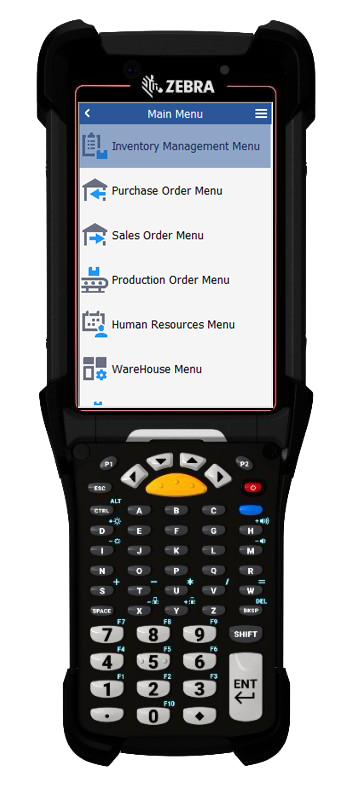 ZEBRA
Main Menu
Inventory Management Menu
Purchase Order Menu
Sales Order Menu
Production Order Menu
Human Resources Menu
WareHouse Menu
P1 P2
ESC
ALT
CTRL A B C
D E F G H
I J K L M
N O P Q R
+ − * / =
S T U V W
DEL
SPACE X Y Z BKSP
F7 F8 F9
7 8 9 SHIFT
F4 F5 F6
4 5 6
F1 F2 F3
1 2 3 ENT
F10
. 0